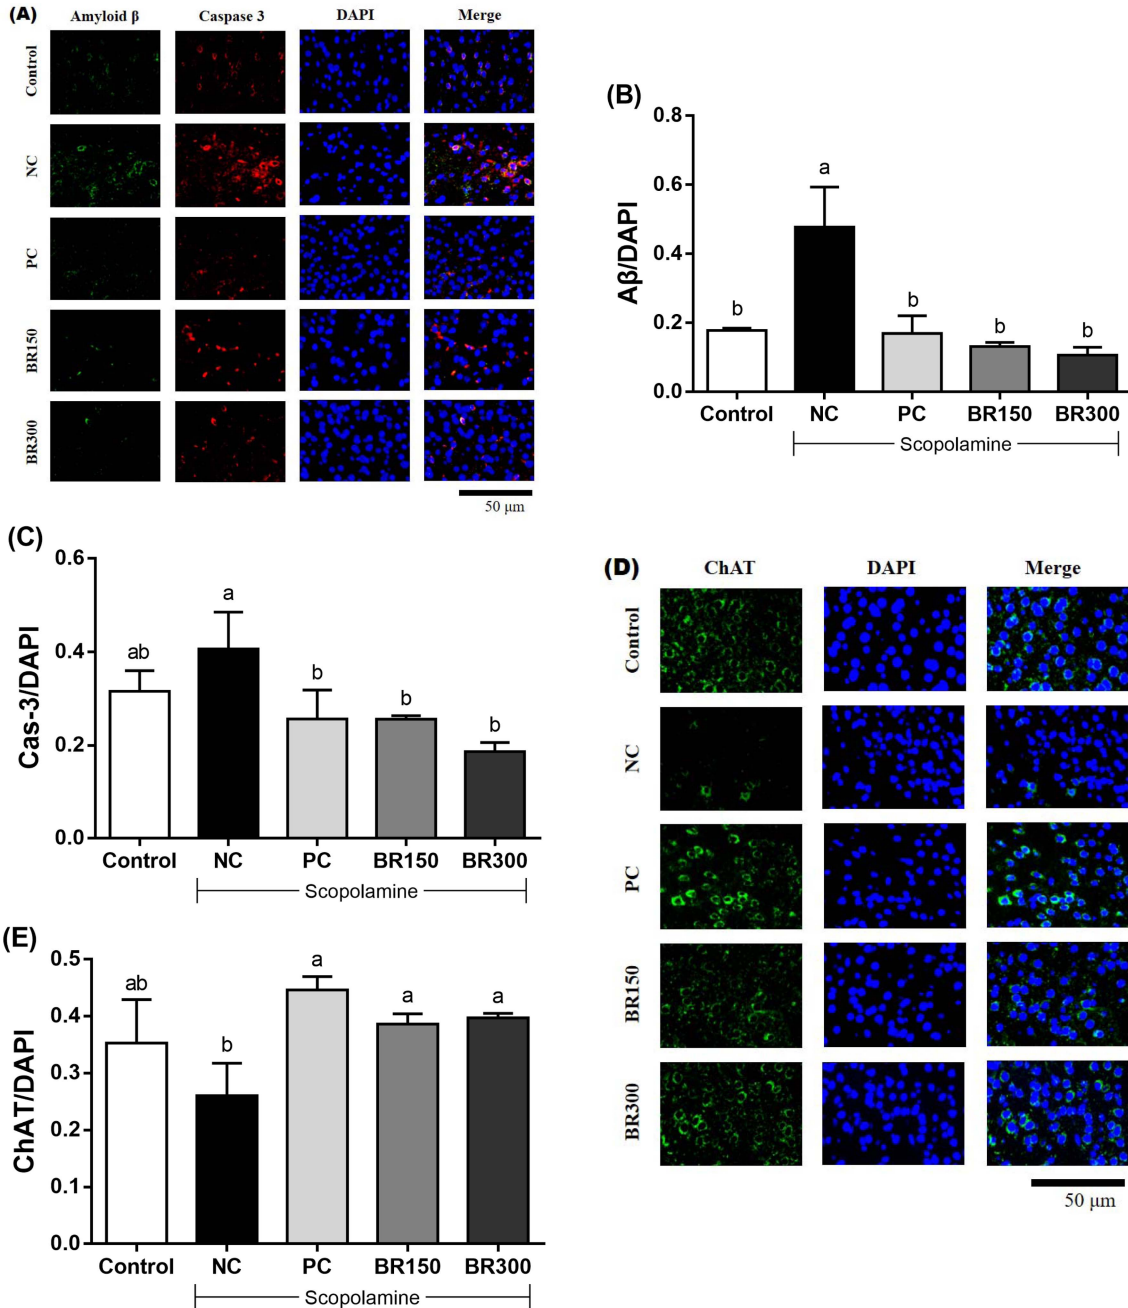 (A)
Amyloid β Caspase 3 DAPI Merge
Control
NC
PC
BR150
BR300
50 μm
(B)
Aβ/DAPI
0.8
0.6
0.4
0.2
0.0
a
b
b
b
b
Control NC PC BR150 BR300
Scopolamine
(C)
Cas-3/DAPI
0.6
0.4
0.2
0.0
ab
a
b
b
b
Control NC PC BR150 BR300
Scopolamine
(D)
ChAT DAPI Merge
Control
NC
PC
BR150
BR300
50 μm
(E)
ChAT/DAPI
0.5
0.4
0.3
0.2
0.1
0.0
ab
b
a
a
a
Control NC PC BR150 BR300
Scopolamine